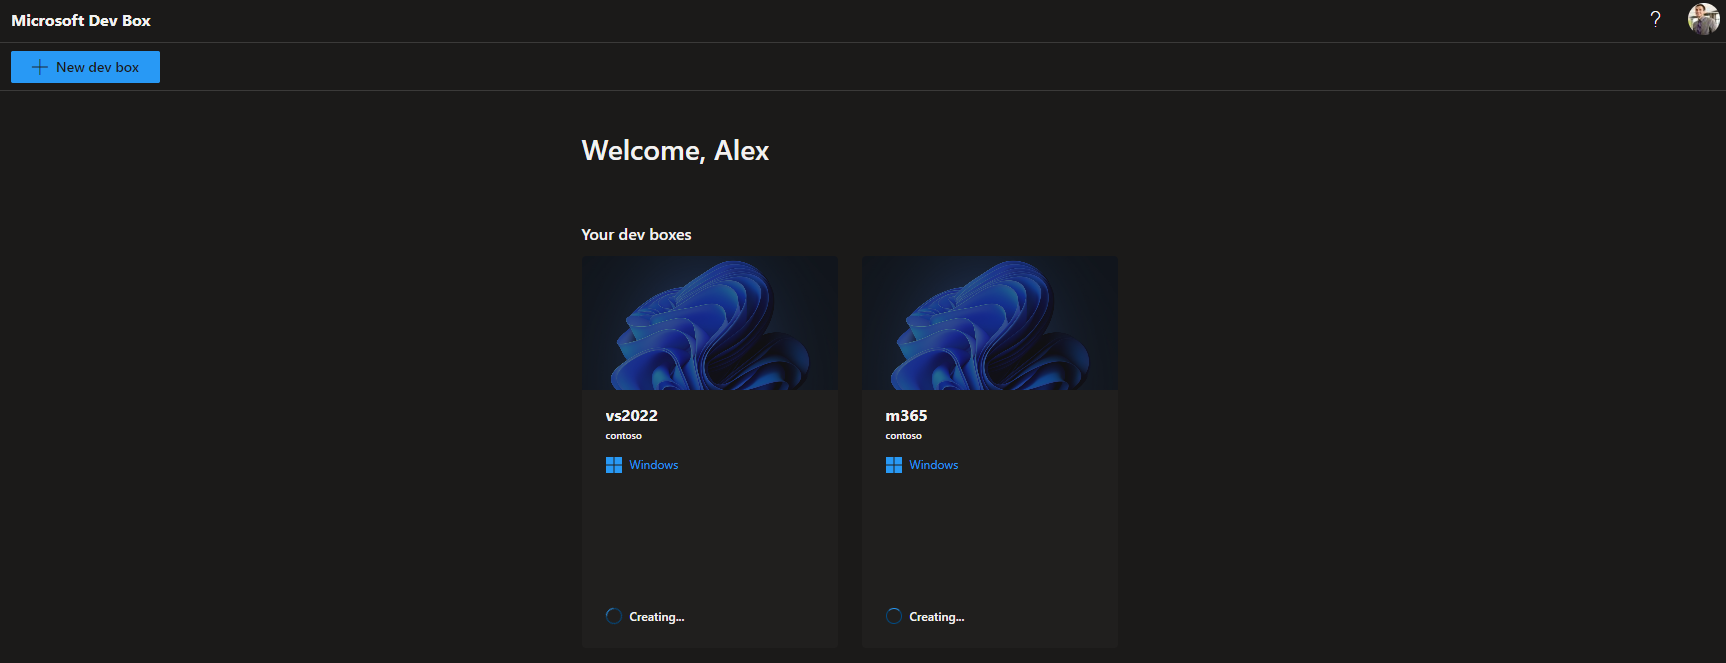 Microsoft Dev Box
?
New dev box
Welcome, Alex
Your dev boxes
vs2022
contoso
Windows
Creating...
m365
contoso
Windows
Creating...